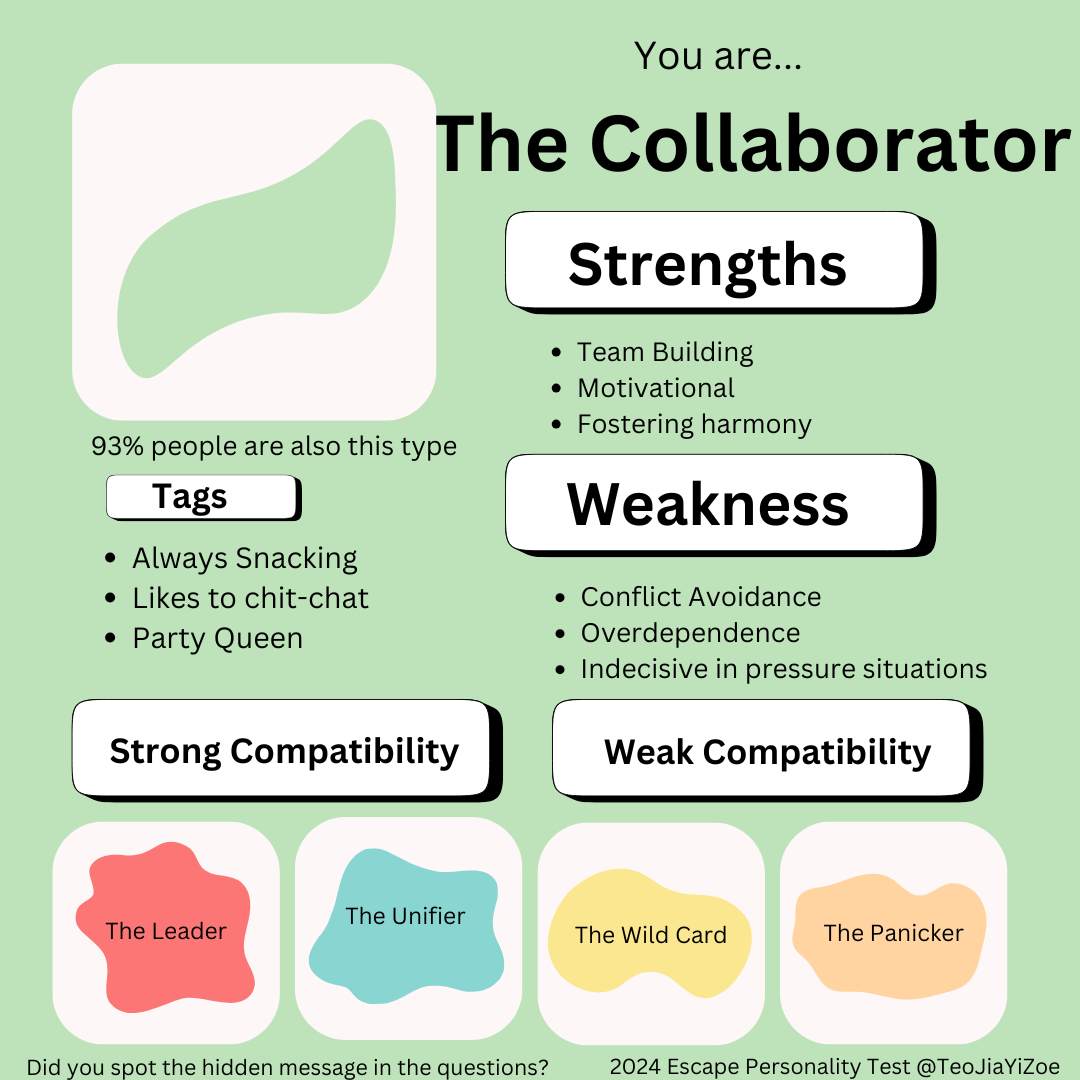 You are...
The Collaborator
93% people are also this type
Tags
• Always Snacking
• Likes to chit-chat
• Party Queen
Strengths
• Team Building
• Motivational
• Fostering harmony
Weakness
• Conflict Avoidance
• Overdependence
• Indecisive in pressure situations
Strong Compatibility
The Leader
The Unifier
Weak Compatibility
The Wild Card
The Panicker
Did you spot the hidden message in the questions?
2024 Escape Personality Test @TeoJiaYiZoe